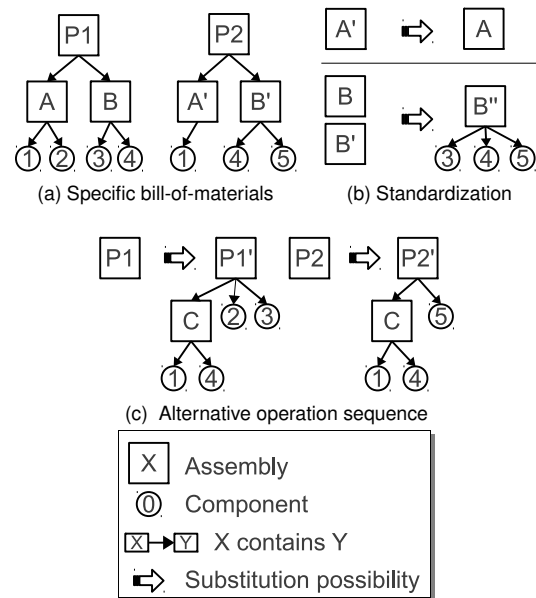 P1 P2
A B A' B'
1 2 3 4 1 4 5
(a) Specific bill-of-materials
A' A
B
B'
B''
3 4 5
(b) Standardization
P1 P1' P2 P2'
C 2 3 C 5
1 4 1 4
(c) Alternative operation sequence
X Assembly
0 Component
X Y X contains Y
Substitution possibility